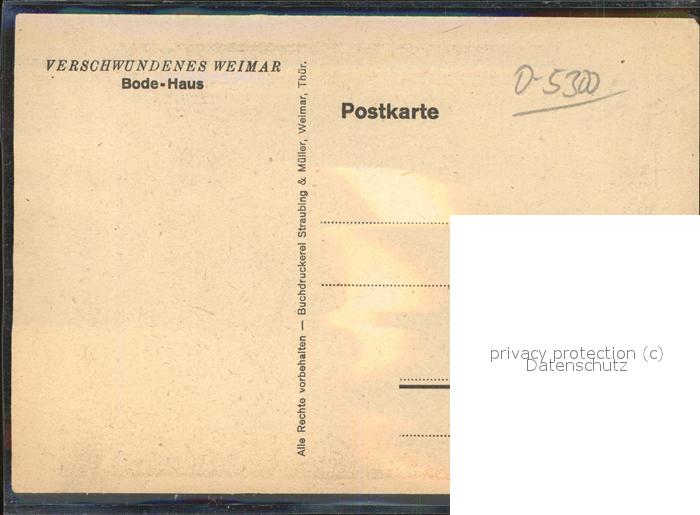 VERSCHWUNDENES WEIMAR
Bode-Haus
Alle Rechte vorbehalten — Buchdruckerei Straubing & Müller, Weimar, Thür.
Postkarte
D-5300
privacy protection (c)
Datenschutz